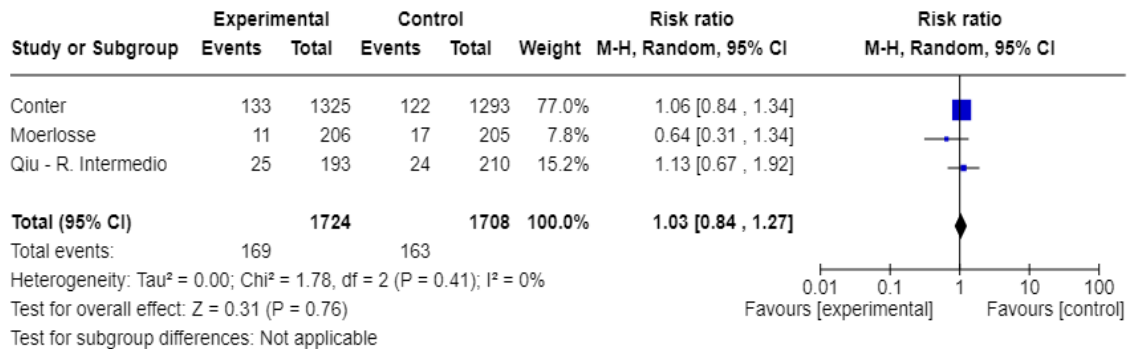 Experimental Control Risk ratio Risk ratio
Study or Subgroup Events Total Events Total Weight M-H, Random, 95% CI M-H, Random, 95% CI
Conter 133 1325 122 1293 77.0% 1.06 [0.84 , 1.34]
Moerlosse 11 206 17 205 7.8% 0.64 [0.31 , 1.34]
Qiu - R. Intermedio 25 193 24 210 15.2% 1.13 [0.67 , 1.92]
Total (95% CI) 1724 1708 100.0% 1.03 [0.84 , 1.27]
Total events: 169 163
Heterogeneity: Tau² = 0.00; Chi² = 1.78, df = 2 (P = 0.41); I² = 0%
0.01 0.1 1 10 100
Test for overall effect: Z = 0.31 (P = 0.76)
Favours [experimental] Favours [control]
Test for subgroup differences: Not applicable